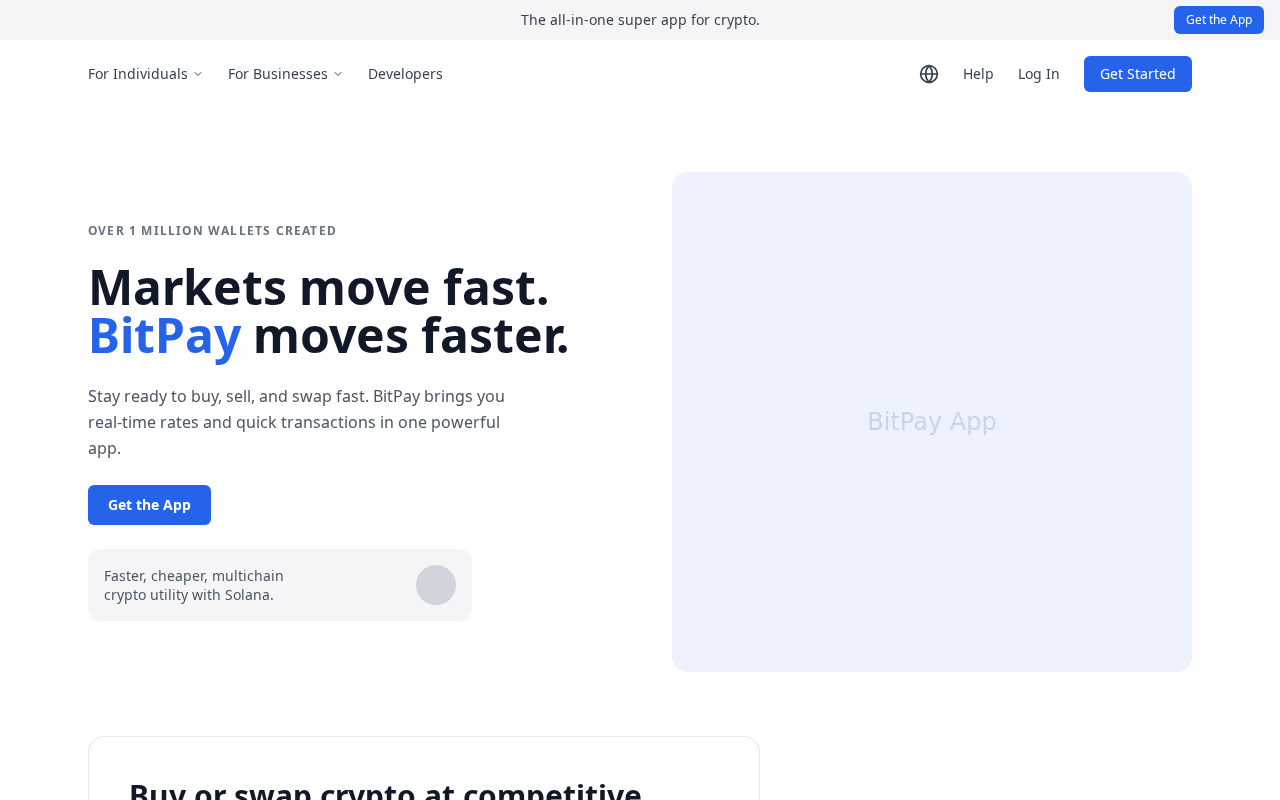 The all-in-one super app for crypto.
Get the App
For Individuals
For Businesses
Developers
Help
Log In
Get Started
OVER 1 MILLION WALLETS CREATED
Markets move fast.
BitPay moves faster.
Stay ready to buy, sell, and swap fast. BitPay brings you
real-time rates and quick transactions in one powerful
app.
Get the App
Faster, cheaper, multichain
crypto utility with Solana.
BitPay App
Buy or swap crypto at competitive